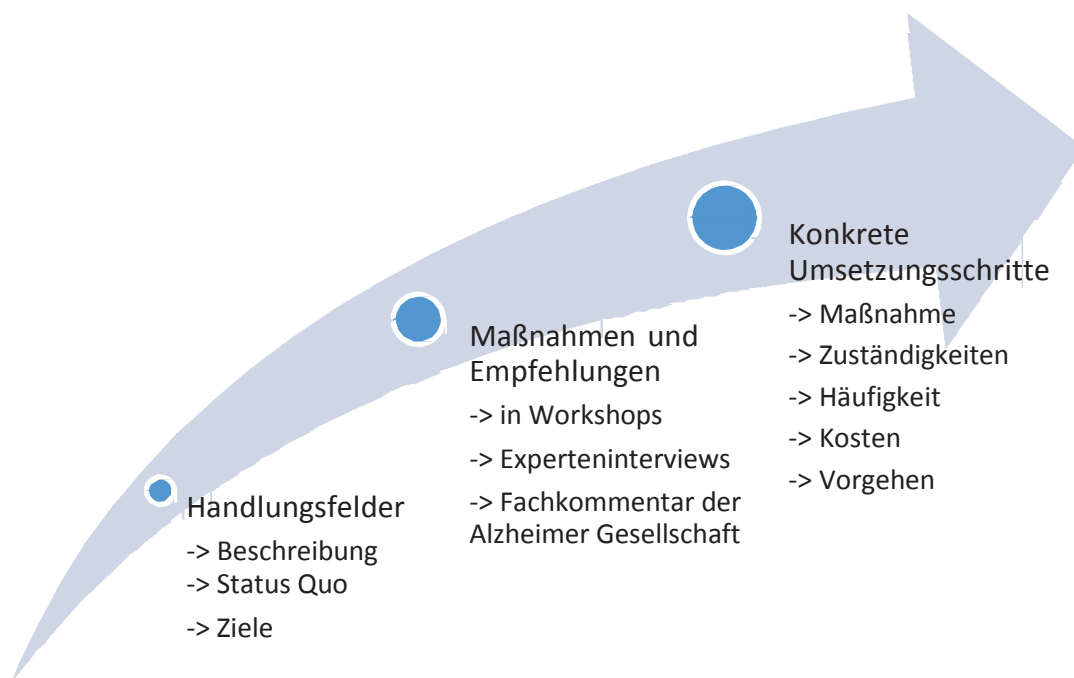 Handlungsfelder
-> Beschreibung
-> Status Quo
-> Ziele
Maßnahmen und
Empfehlungen
-> in Workshops
-> Experteninterviews
-> Fachkommentar der
Alzheimer Gesellschaft
Konkrete
Umsetzungsschritte
-> Maßnahme
-> Zuständigkeiten
-> Häufigkeit
-> Kosten
-> Vorgehen